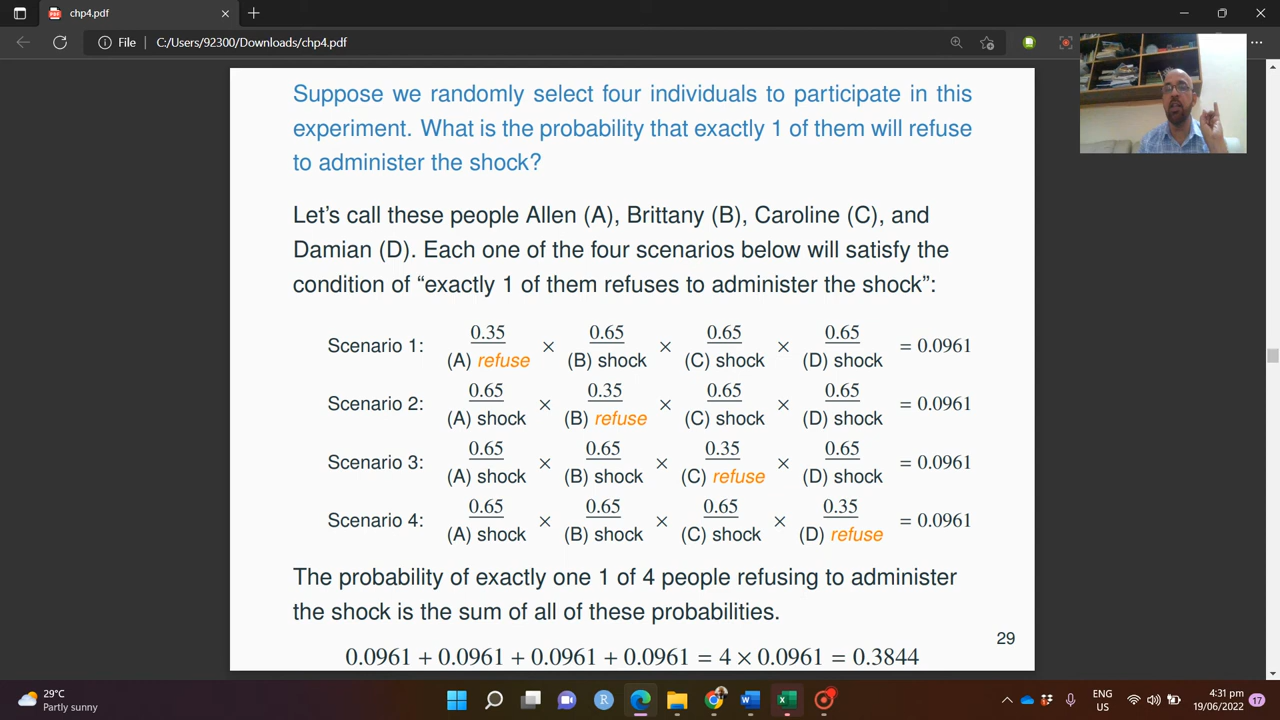 chp4.pdf
File C:/Users/92300/Downloads/chp4.pdf
Suppose we randomly select four individuals to participate in this
experiment. What is the probability that exactly 1 of them will refuse
to administer the shock?
Let's call these people Allen (A), Brittany (B), Caroline (C), and
Damian (D). Each one of the four scenarios below will satisfy the
condition of “exactly 1 of them refuses to administer the shock”:
0.35 0.65 0.65 0.65
Scenario 1: × × × = 0.0961
(A) refuse (B) shock (C) shock (D) shock
0.65 0.35 0.65 0.65
Scenario 2: × × × = 0.0961
(A) shock (B) refuse (C) shock (D) shock
0.65 0.65 0.35 0.65
Scenario 3: × × × = 0.0961
(A) shock (B) shock (C) refuse (D) shock
0.65 0.65 0.65 0.35
Scenario 4: × × × = 0.0961
(A) shock (B) shock (C) shock (D) refuse
The probability of exactly one 1 of 4 people refusing to administer
the shock is the sum of all of these probabilities.
29
0.0961 + 0.0961 + 0.0961 + 0.0961 = 4 × 0.0961 = 0.3844
29°C
Partly sunny
ENG
US
4:31 pm
19/06/2022
17